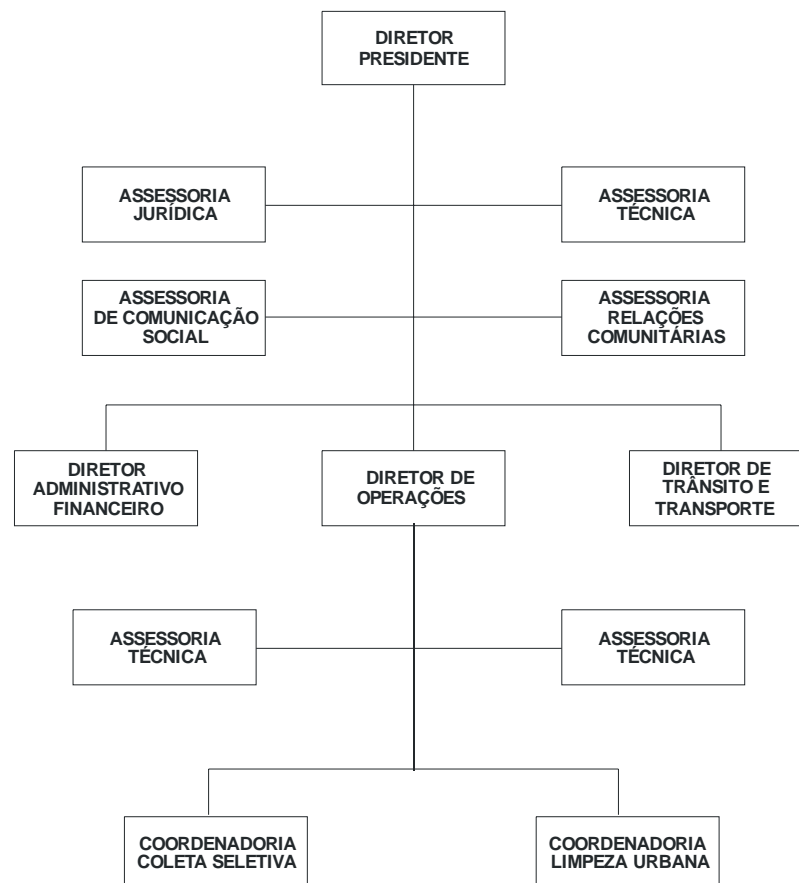 DIRETOR
PRESIDENTE
ASSESSORIA
JURÍDICA
ASSESSORIA
TÉCNICA
ASSESSORIA
DE COMUNICAÇÃO
SOCIAL
ASSESSORIA
RELAÇÕES
COMUNITÁRIAS
DIRETOR
ADMINISTRATIVO
FINANCEIRO
DIRETOR DE
OPERAÇÕES
DIRETOR DE
TRÂNSITO E
TRANSPORTE
ASSESSORIA
TÉCNICA
ASSESSORIA
TÉCNICA
COORDENADORIA
COLETA SELETIVA
COORDENADORIA
LIMPEZA URBANA